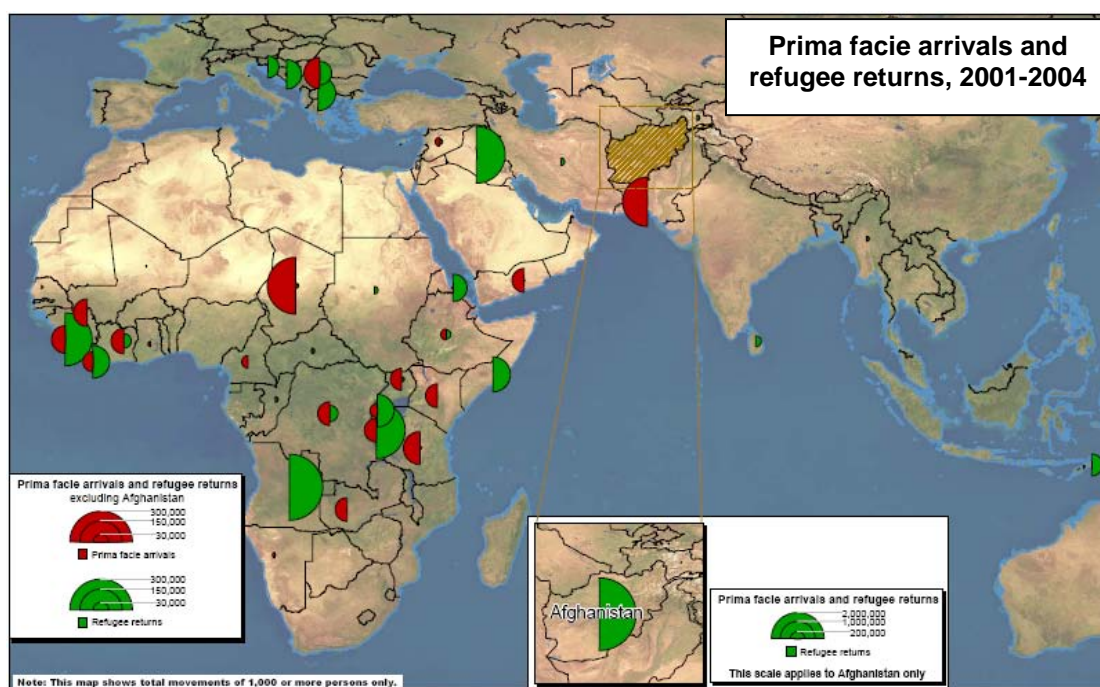 Prima facie arrivals and
refugee returns, 2001-2004
Prima facie arrivals and refugee returns
excluding Afghanistan
300,000
150,000
30,000
Prima facie arrivals
300,000
150,000
30,000
Refugee returns
Note: This map shows total movements of 1,000 or more persons only.
Afghanistan
Prima facie arrivals and refugee returns
2,000,000
1,000,000
200,000
Refugee returns
This scale applies to Afghanistan only